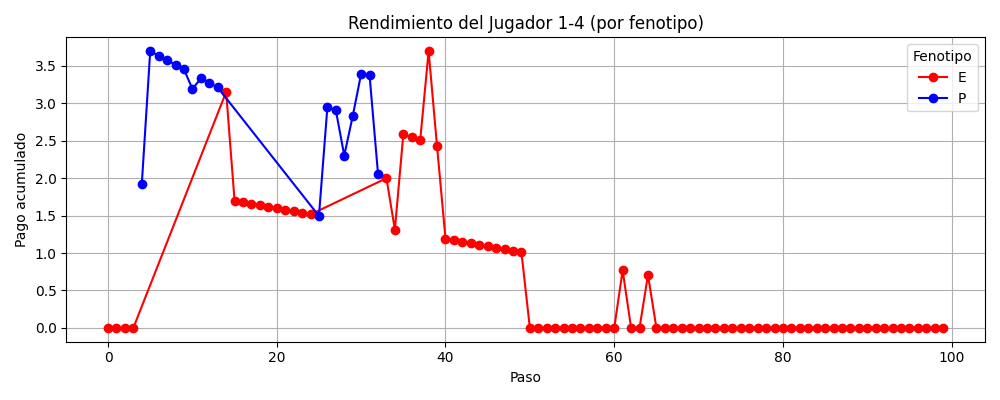 Rendimiento del Jugador 1-4 (por fenotipo)
Pago acumulado
3.5
3.0
2.5
2.0
1.5
1.0
0.5
0.0
Fenotipo
E
P
0 20 40 60 80 100
Paso